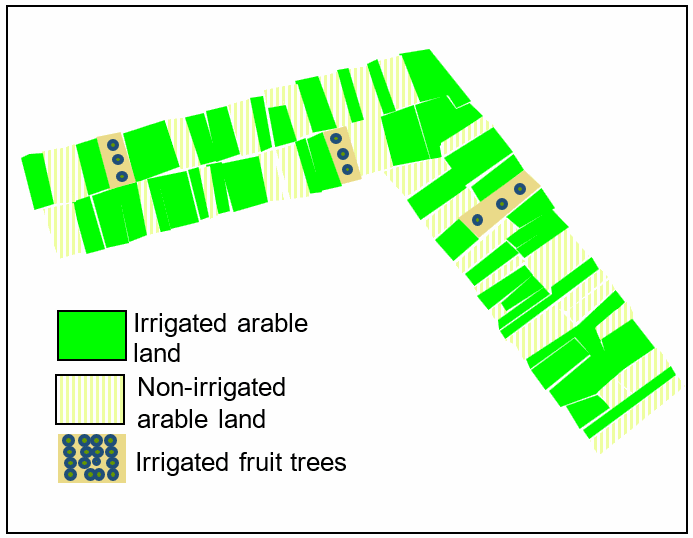 Irrigated arable
land
Non-irrigated
arable land
Irrigated fruit trees